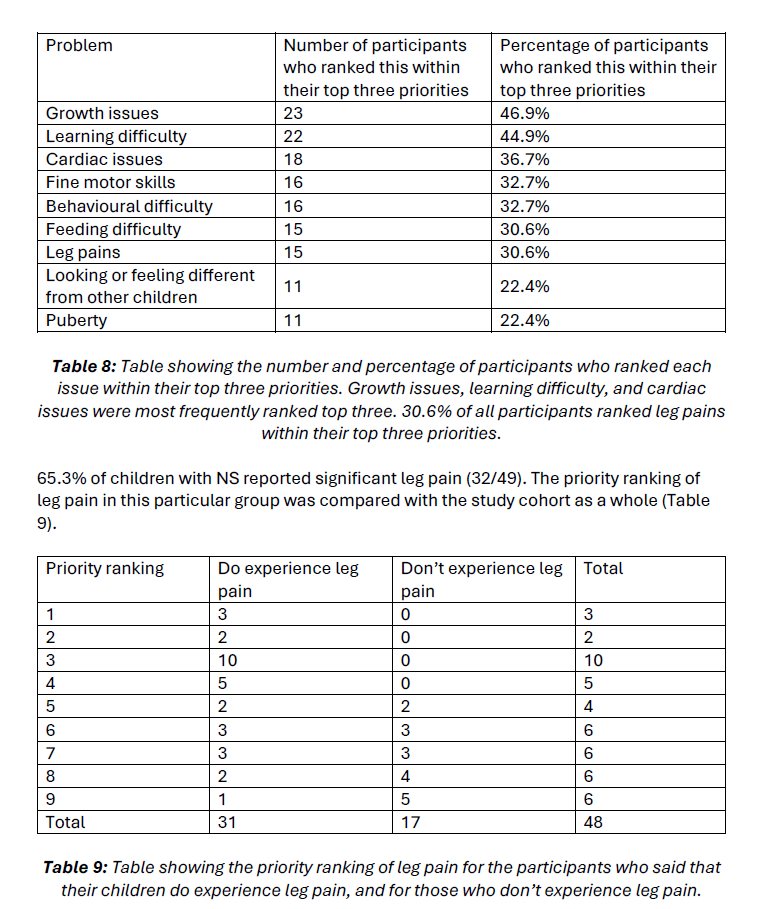 Problem Number of participants who ranked this within their top three priorities Percentage of participants who ranked this within their top three priorities
Growth issues 23 46.9%
Learning difficulty 22 44.9%
Cardiac issues 18 36.7%
Fine motor skills 16 32.7%
Behavioural difficulty 16 32.7%
Feeding difficulty 15 30.6%
Leg pains 15 30.6%
Looking or feeling different from other children 11 22.4%
Puberty 11 22.4%
Table 8: Table showing the number and percentage of participants who ranked each
issue within their top three priorities. Growth issues, learning difficulty, and cardiac
issues were most frequently ranked top three. 30.6% of all participants ranked leg pains
within their top three priorities.
65.3% of children with NS reported significant leg pain (32/49). The priority ranking of
leg pain in this particular group was compared with the study cohort as a whole (Table
9).
Priority ranking Do experience leg pain Don't experience leg pain Total
1 3 0 3
2 2 0 2
3 10 0 10
4 5 0 5
5 2 2 4
6 3 3 6
7 3 3 6
8 2 4 6
9 1 5 6
Total 31 17 48
Table 9: Table showing the priority ranking of leg pain for the participants who said that
their children do experience leg pain, and for those who don't experience leg pain.